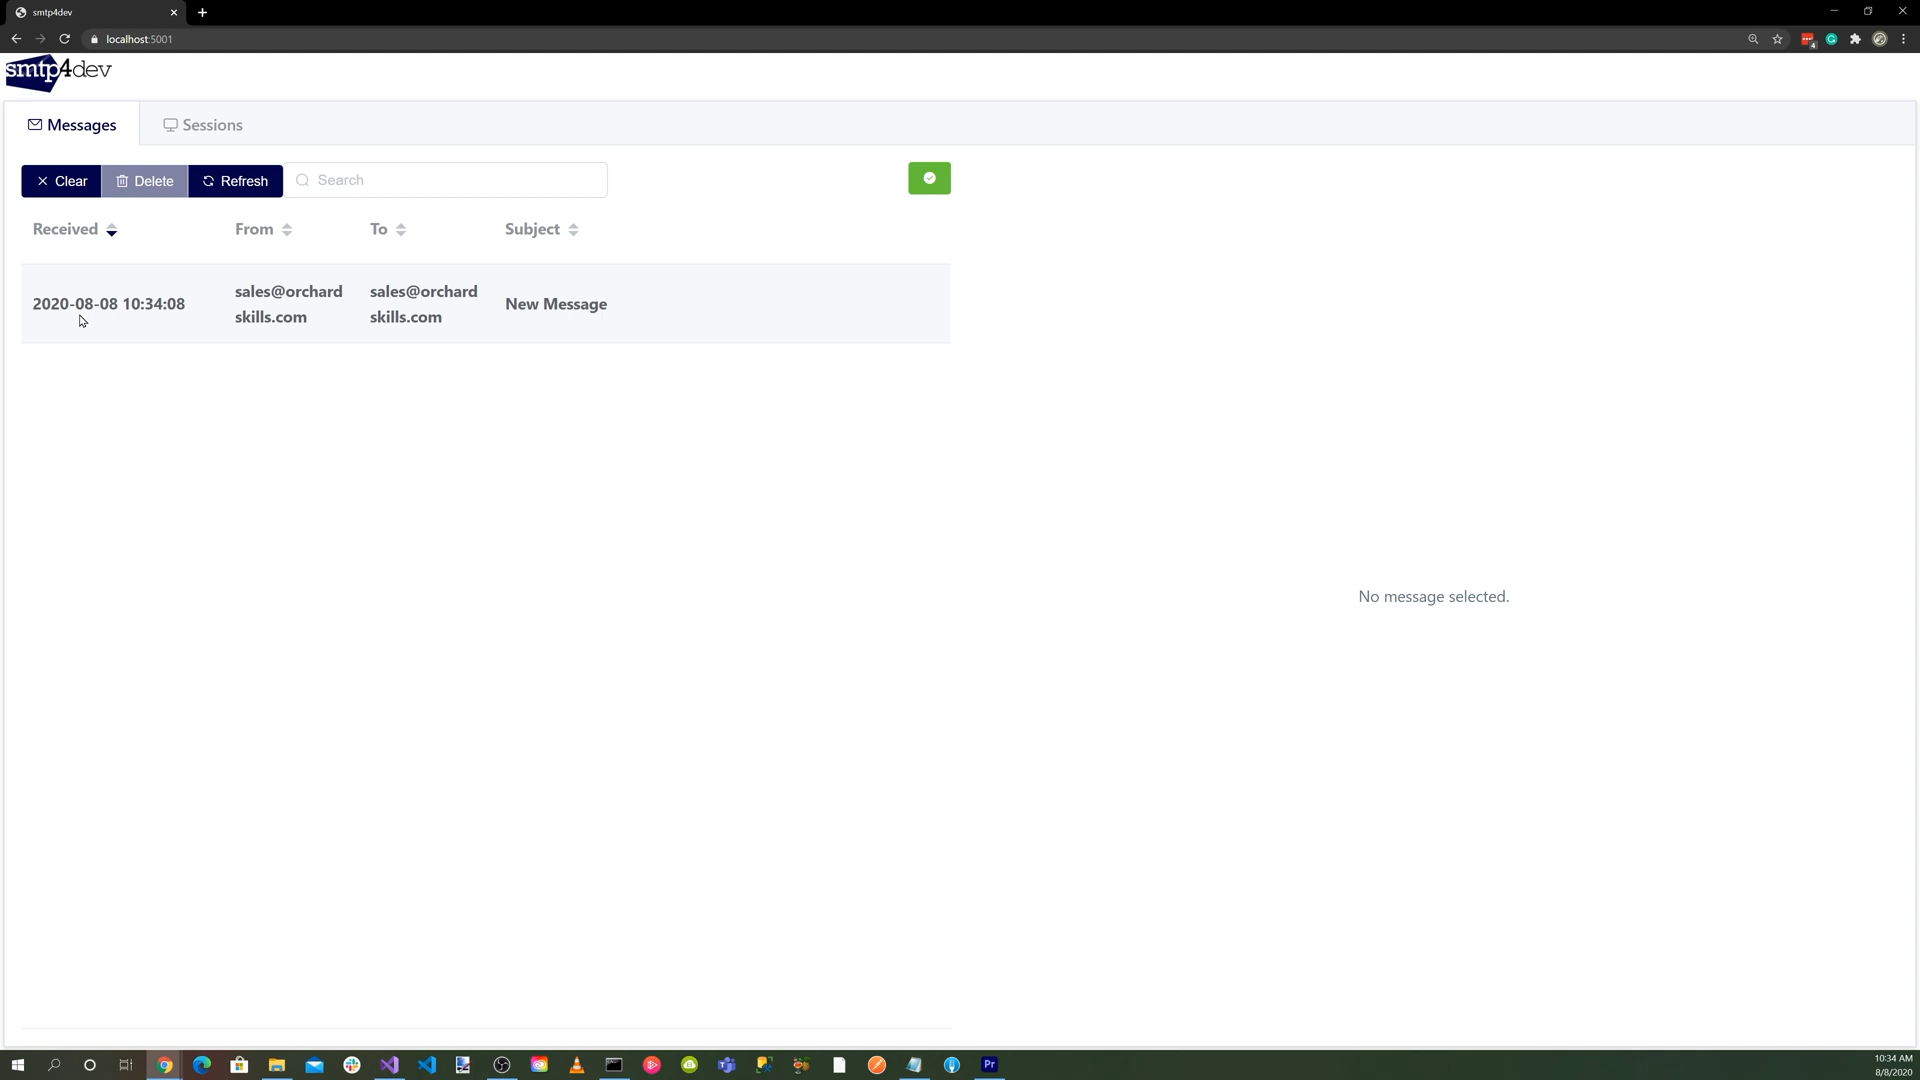 smtp4dev
localhost:5001
4
smtp4dev
Messages
Sessions
Clear
Delete
Refresh
Search
Received
From
To
Subject
2020-08-08 10:34:08
sales@orchard
skills.com
sales@orchard
skills.com
New Message
No message selected.
Pr
10:34 AM
8/8/2020